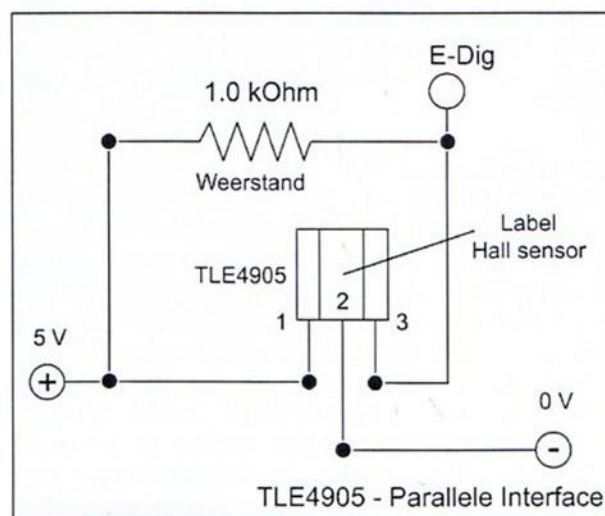 E-Dig
1.0 kOhm
Weerstand
Label
Hall sensor
TLE4905
2
1
3
5 V
+
0 V
-
TLE4905 - Parallele Interface